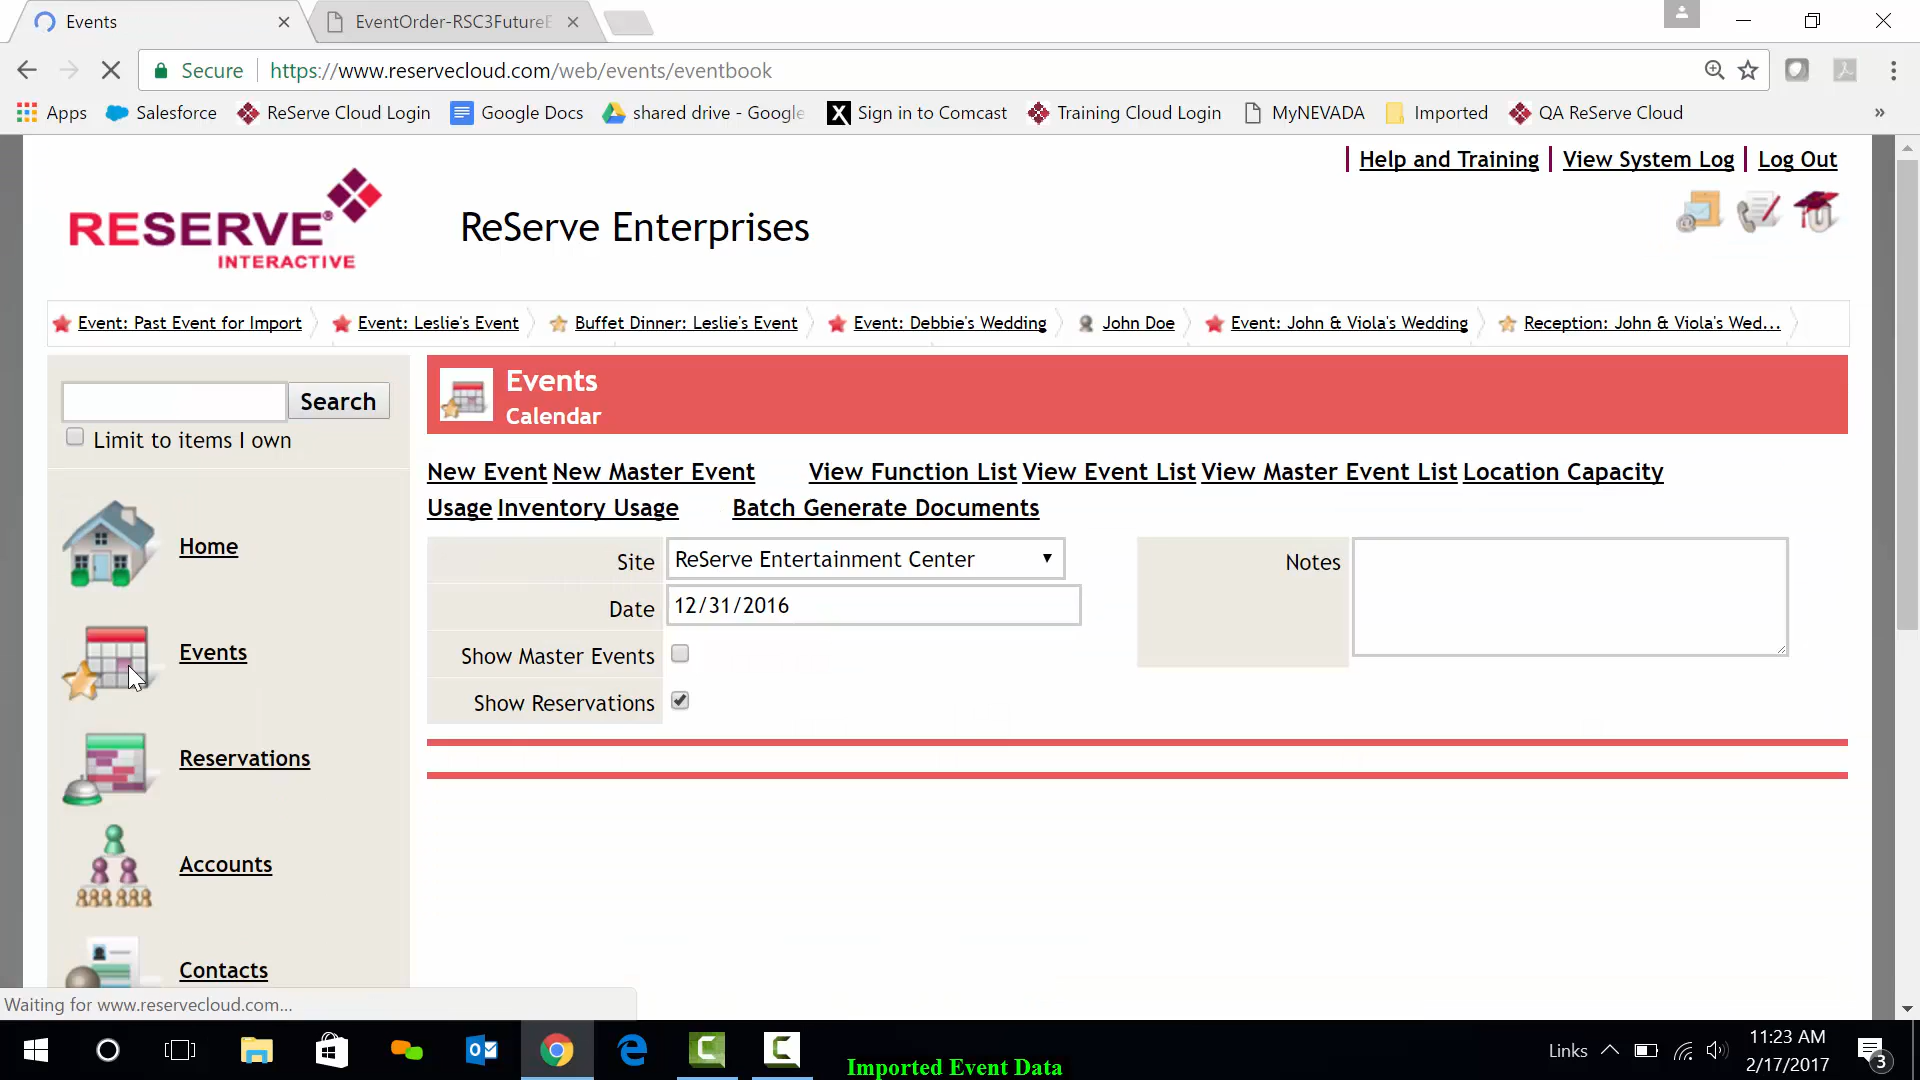 Events
EventOrder-RSC3FutureE
Secure
https://www.reservecloud.com/web/events/eventbook
Apps
Salesforce
ReServe Cloud Login
Google Docs
shared drive - Google
X
Sign in to Comcast
Training Cloud Login
MyNEVADA
Imported
QA ReServe Cloud
»
Help and Training
View System Log
Log Out
RESERVE®
INTERACTIVE
ReServe Enterprises
Event: Past Event for Import
Event: Leslie's Event
Buffet Dinner: Leslie's Event
Event: Debbie's Wedding
John Doe
Event: John & Viola's Wedding
Reception: John & Viola's Wed...
Search
Limit to items I own
Events
Calendar
New Event New Master Event View Function List View Event List View Master Event List Location Capacity
Usage Inventory Usage Batch Generate Documents
Site
ReServe Entertainment Center
Notes
Date
12/31/2016
Show Master Events
Show Reservations
Home
Events
Reservations
Accounts
Contacts
Waiting for www.reservecloud.com...
Links
11:23 AM
2/17/2017
3
Imported Event Data